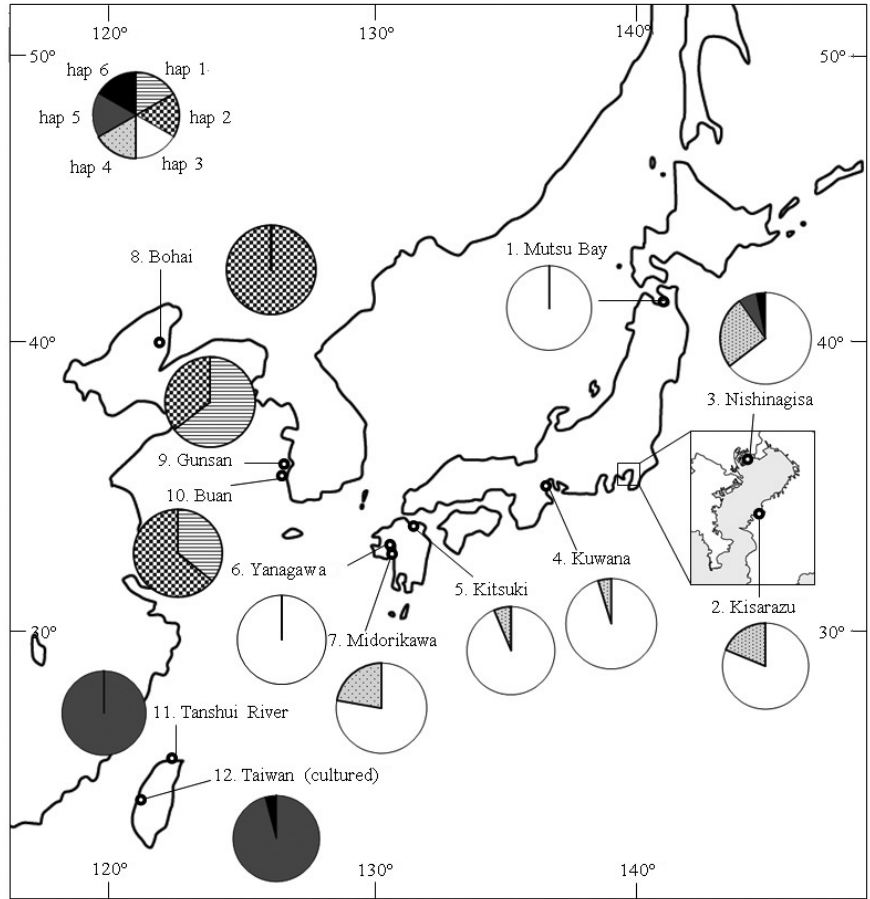 120° 130° 140°
50° 50°
hap 6 hap 1
hap 5 hap 2
hap 4 hap 3
8. Bohai
1. Mutsu Bay
40° 40°
3. Nishinagisa
9. Gunsan
10. Buan
4. Kuwana
6. Yanagawa
5. Kitsuki
2. Kisarazu
30° 30°
7. Midorikawa
11. Tanshui River
12. Taiwan (cultured)
120° 130° 140°